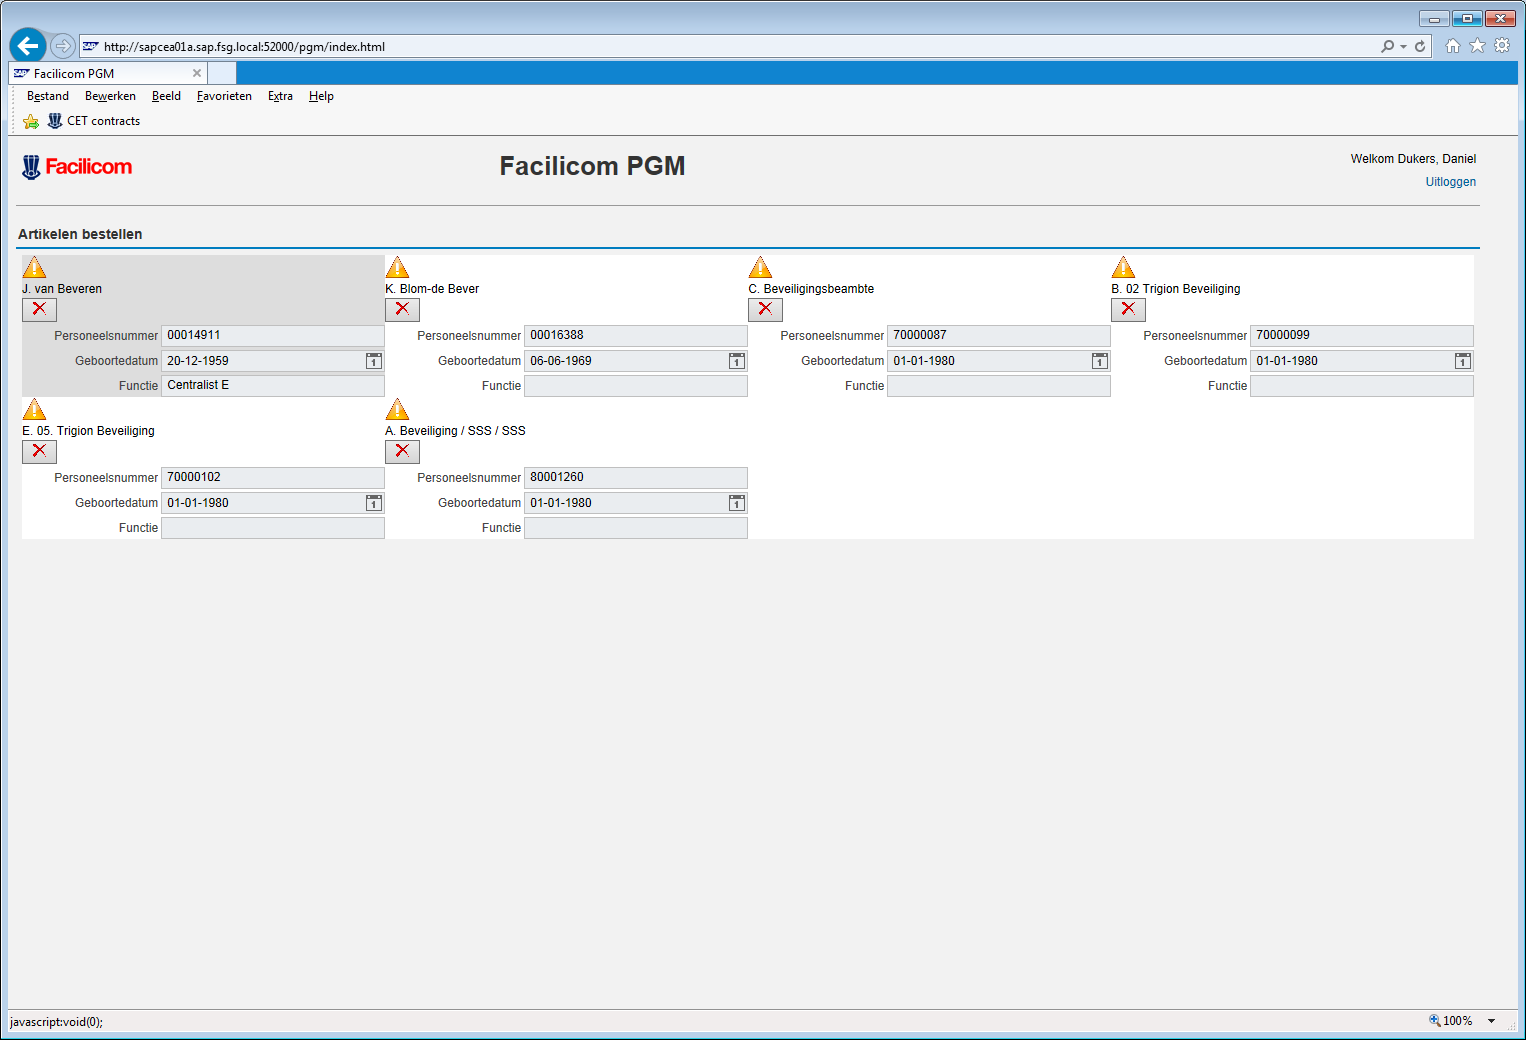 http://sapcea01a.sap.fsg.local:52000/pgm/index.html
SAP Facilicom PGM
Bestand Bewerken Beeld Favorieten Extra Help
CET contracts
Facilicom
Facilicom PGM
Welkom Dukers, Daniel
Uitloggen
Artikelen bestellen
J. van Beveren
Personeelsnummer 00014911
Geboortedatum 20-12-1959
Functie Centralist E
K. Blom-de Bever
Personeelsnummer 00016388
Geboortedatum 06-06-1969
Functie
C. Beveiligingsbeambte
Personeelsnummer 70000087
Geboortedatum 01-01-1980
Functie
B. 02 Trigion Beveiliging
Personeelsnummer 70000099
Geboortedatum 01-01-1980
Functie
E. 05. Trigion Beveiliging
Personeelsnummer 70000102
Geboortedatum 01-01-1980
Functie
A. Beveiliging / SSS / SSS
Personeelsnummer 80001260
Geboortedatum 01-01-1980
Functie
javascript:void(0);
100%